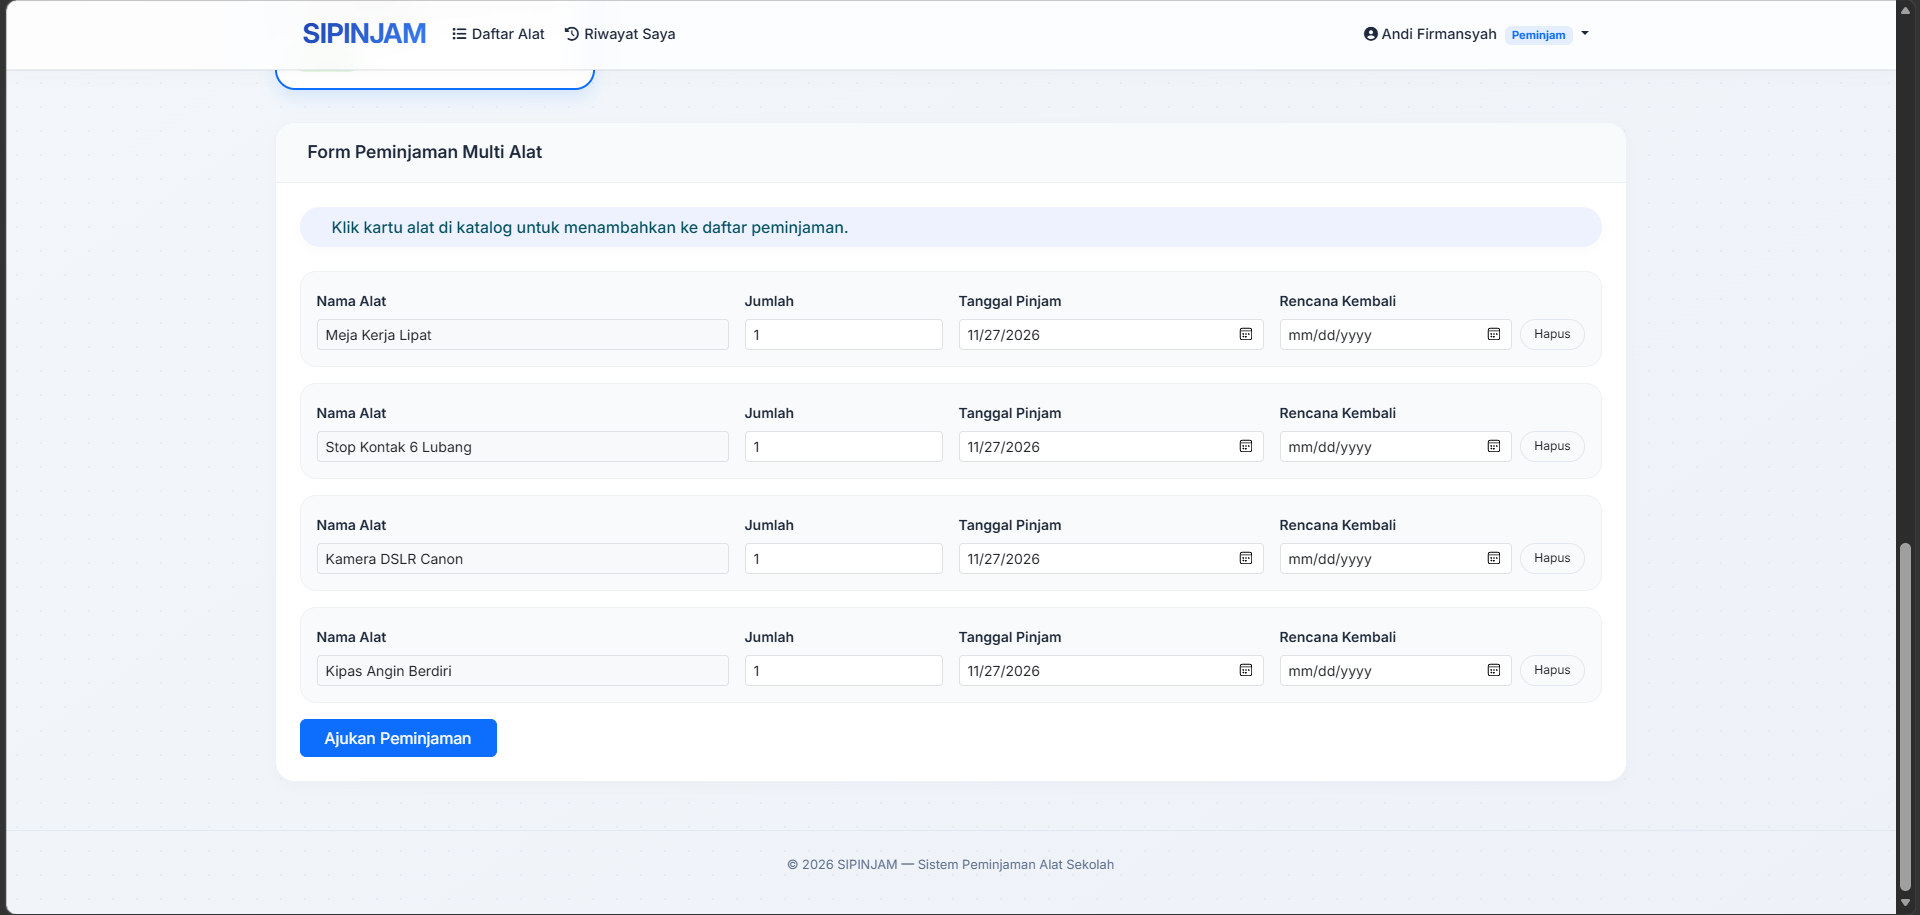 SIPINJAM Daftar Alat Riwayat Saya Andi Firmansyah Peminjam
Form Peminjaman Multi Alat
Klik kartu alat di katalog untuk menambahkan ke daftar peminjaman.
Nama Alat Jumlah Tanggal Pinjam Rencana Kembali
Meja Kerja Lipat 1 11/27/2026 mm/dd/yyyy Hapus
Nama Alat Jumlah Tanggal Pinjam Rencana Kembali
Stop Kontak 6 Lubang 1 11/27/2026 mm/dd/yyyy Hapus
Nama Alat Jumlah Tanggal Pinjam Rencana Kembali
Kamera DSLR Canon 1 11/27/2026 mm/dd/yyyy Hapus
Nama Alat Jumlah Tanggal Pinjam Rencana Kembali
Kipas Angin Berdiri 1 11/27/2026 mm/dd/yyyy Hapus
Ajukan Peminjaman
© 2026 SIPINJAM — Sistem Peminjaman Alat Sekolah